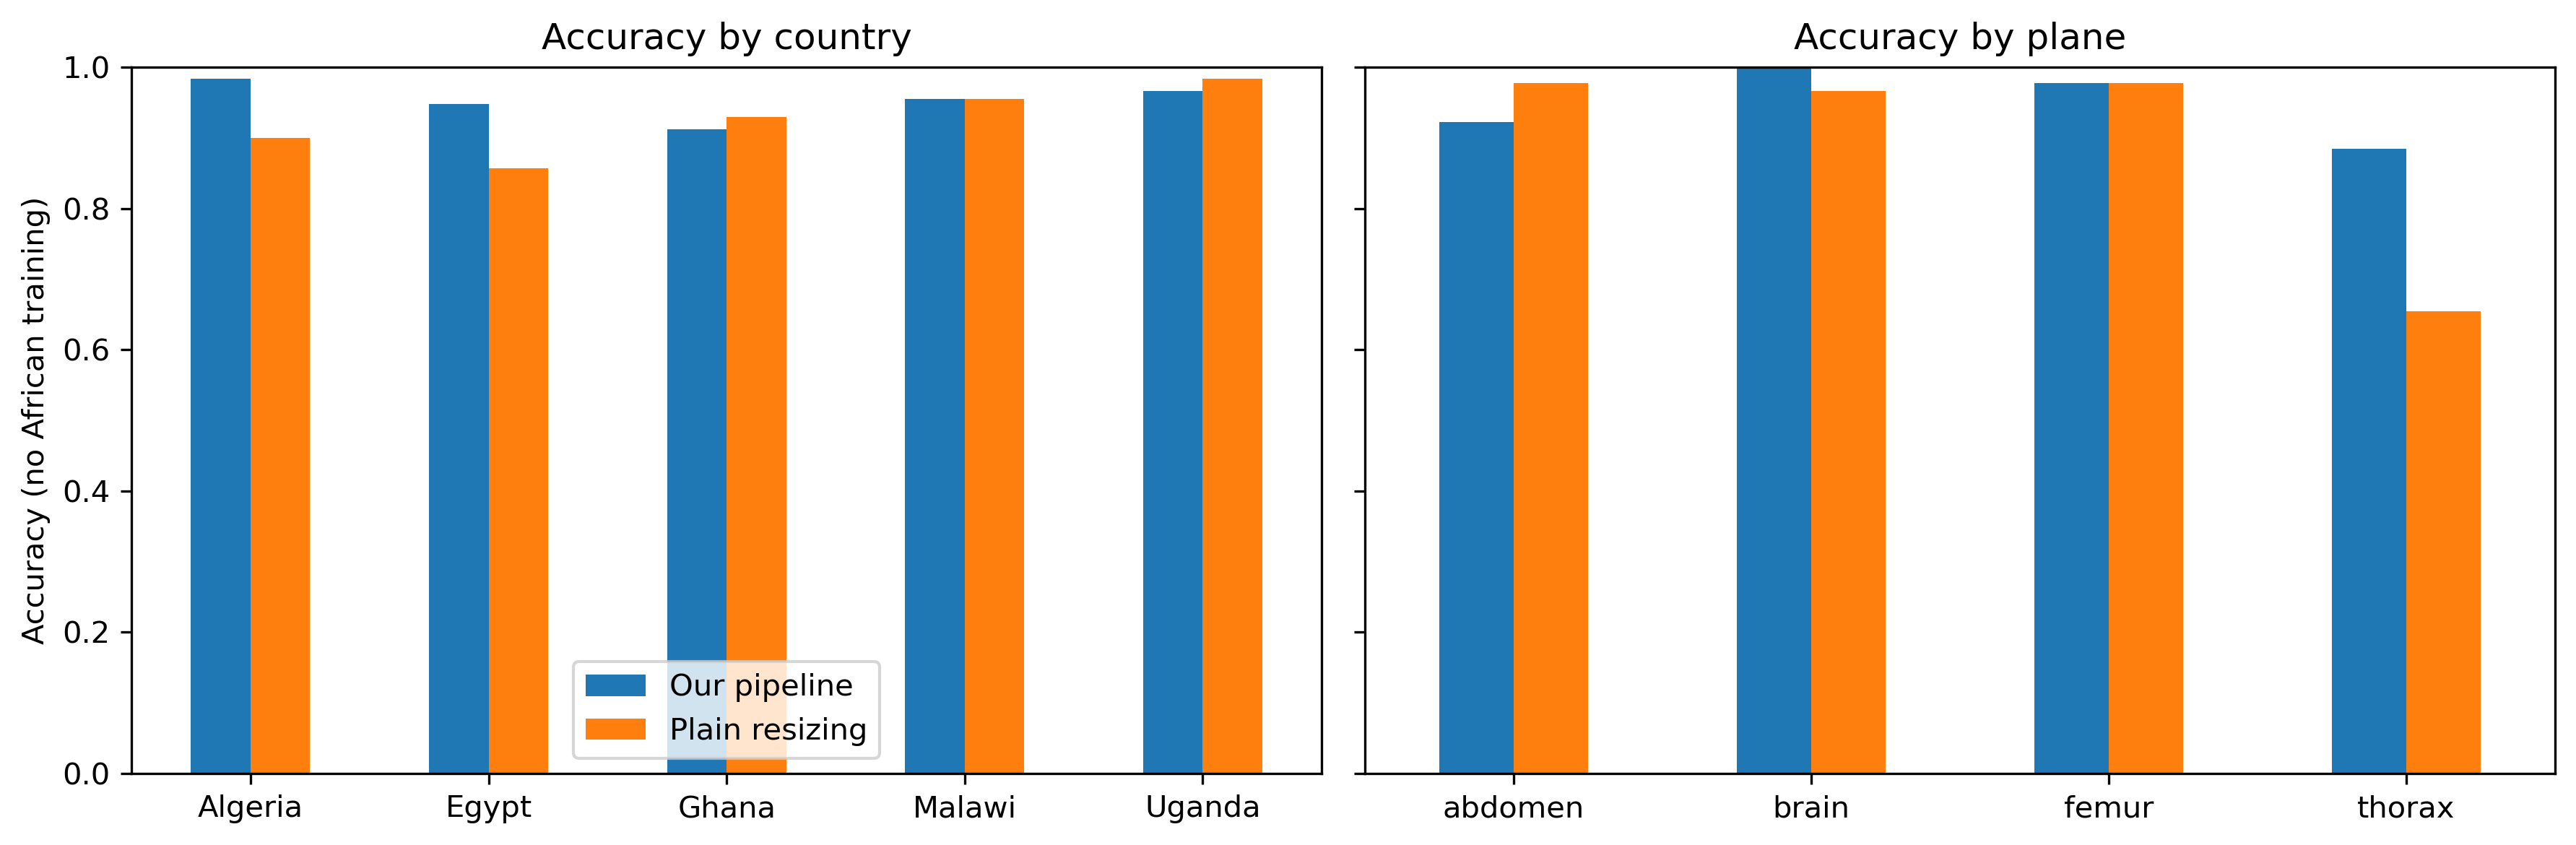 Accuracy by country
Accuracy (no African training)
1.0
0.8
0.6
0.4
0.2
0.0
Our pipeline
Plain resizing
Algeria
Egypt
Ghana
Malawi
Uganda
Accuracy by plane
abdomen
brain
femur
thorax